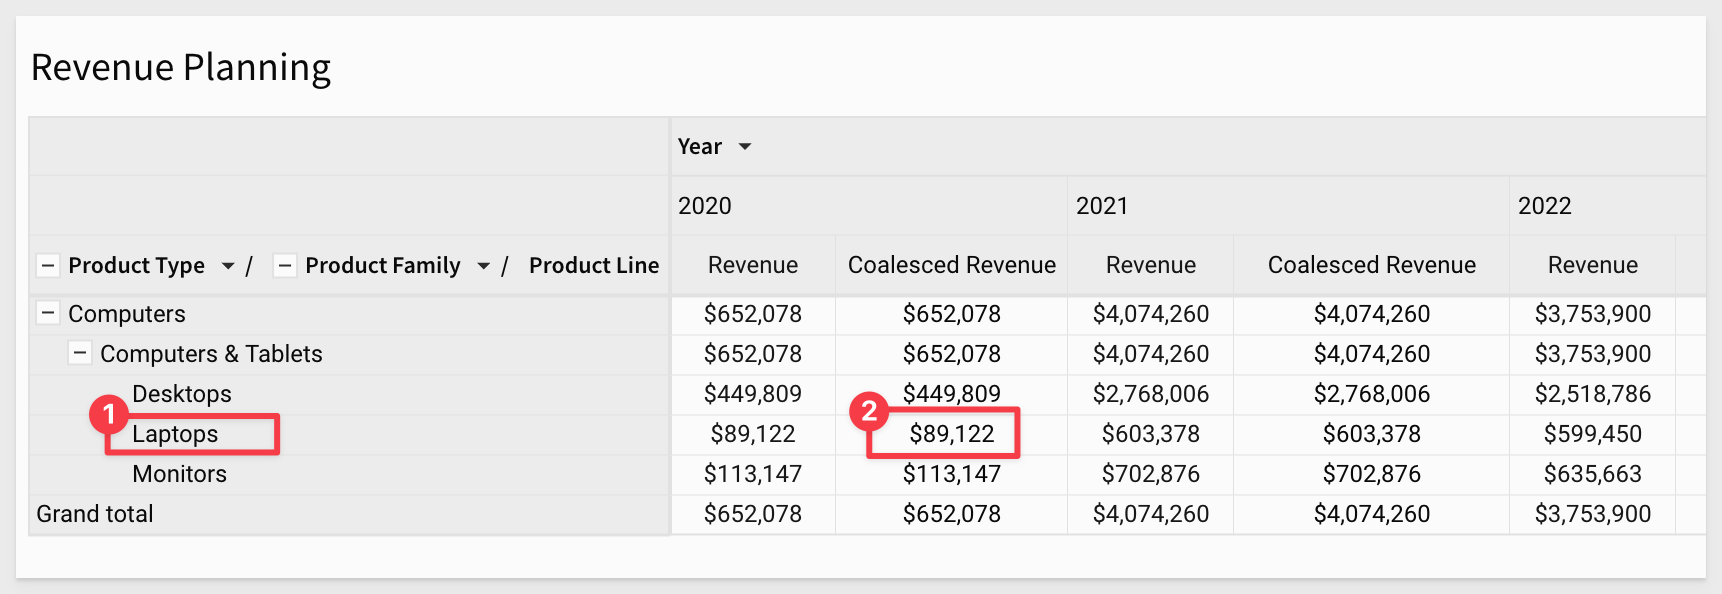 Revenue Planning
Year
2020 2021 2022
Product Type / Product Family / Product Line Revenue Coalesced Revenue Revenue Coalesced Revenue Revenue
Computers $652,078 $652,078 $4,074,260 $4,074,260 $3,753,900
Computers & Tablets $652,078 $652,078 $4,074,260 $4,074,260 $3,753,900
Desktops $449,809 $449,809 $2,768,006 $2,768,006 $2,518,786
1 Laptops $89,122 2 $89,122 $603,378 $603,378 $599,450
Monitors $113,147 $113,147 $702,876 $702,876 $635,663
Grand total $652,078 $652,078 $4,074,260 $4,074,260 $3,753,900